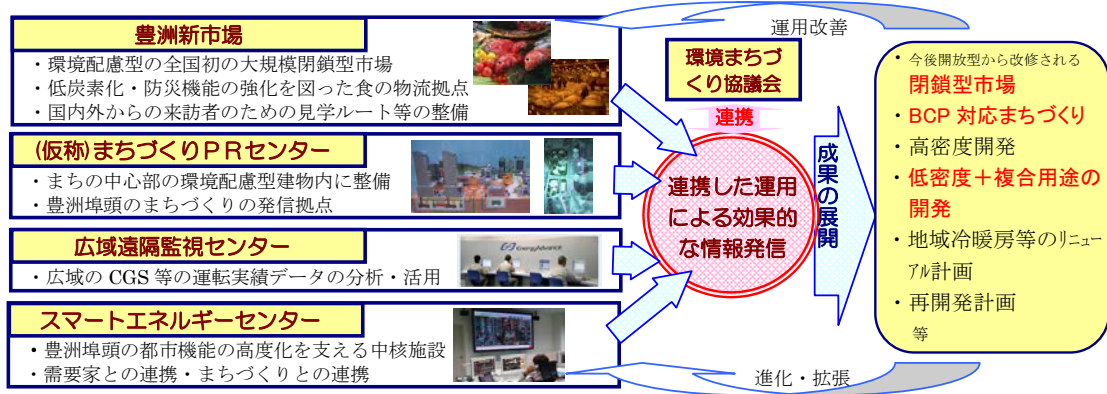 豊洲新市場
・環境配慮型の全国初の大規模閉鎖型市場
・低炭素化・防災機能の強化を図った食の物流拠点
・国内外からの来訪者のための見学ルート等の整備
(仮称)まちづくりPRセンター
・まちの中心部の環境配慮型建物内に整備
・豊洲埠頭のまちづくりの発信拠点
広域遠隔監視センター
・広域の CGS 等の運転実績データの分析・活用
EnergyAdvance
スマートエネルギーセンター
・豊洲埠頭の都市機能の高度化を支える中核施設
・需要家との連携・まちづくりとの連携
運用改善
環境まちづ
くり協議会
連携
連携した運用
による効果的
な情報発信
成果の展開
・今後開放型から改修される
閉鎖型市場
・BCP 対応まちづくり
・高密度開発
・低密度＋複合用途の
開発
・地域冷暖房等のリニュー
アル計画
・再開発計画
等
進化・拡張